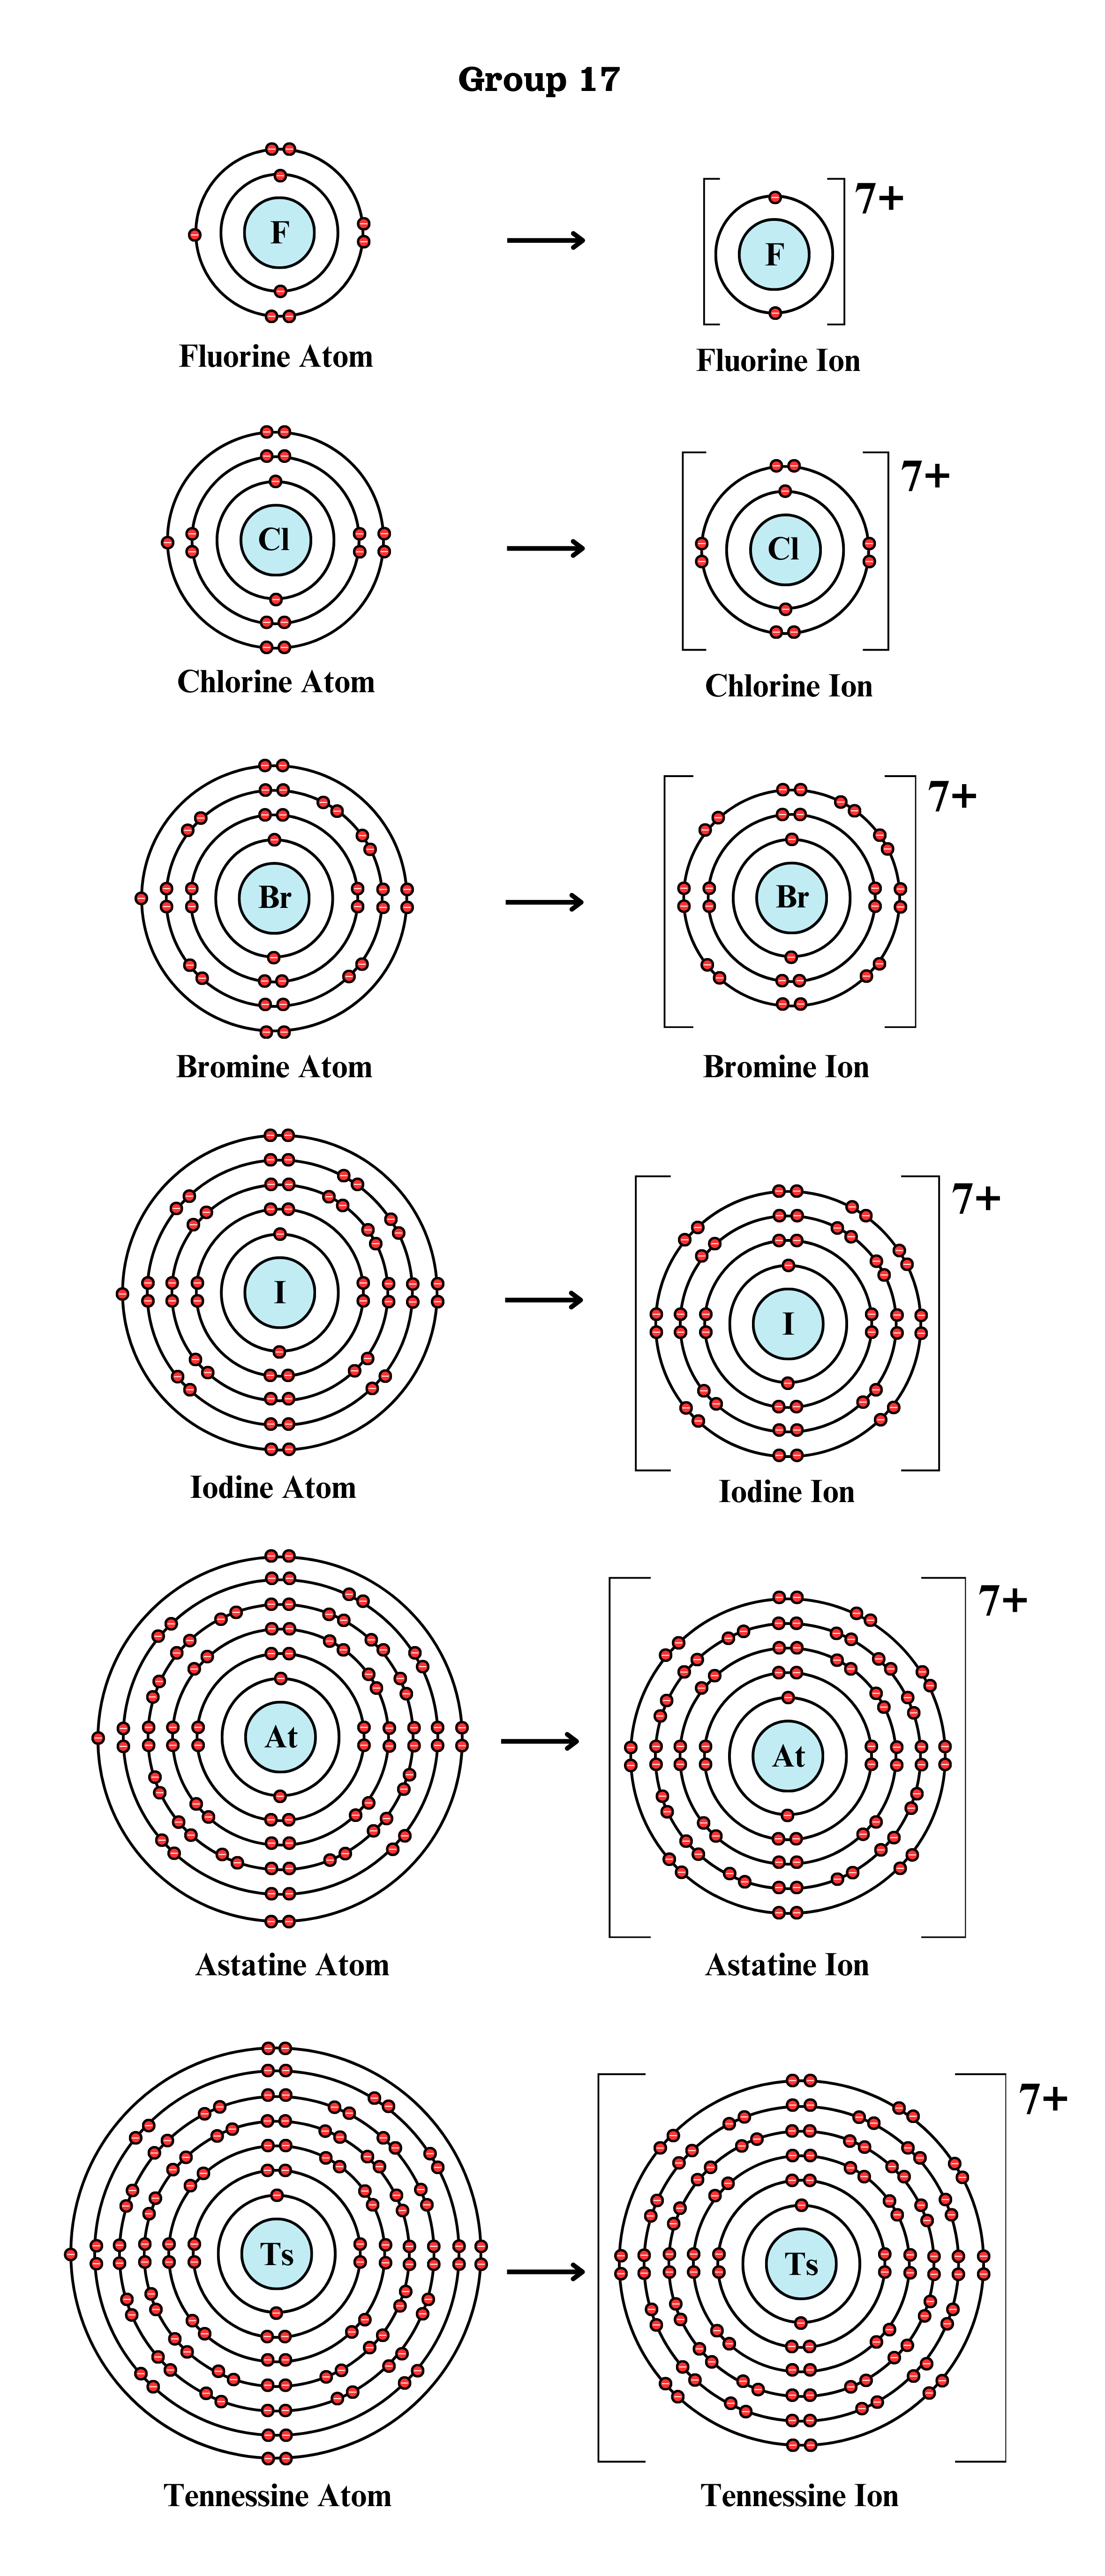 Group 17
F
7+
F
Fluorine Atom
Fluorine Ion
Cl
7+
Cl
Chlorine Atom
Chlorine Ion
Br
7+
Br
Bromine Atom
Bromine Ion
I
7+
I
Iodine Atom
Iodine Ion
At
7+
At
Astatine Atom
Astatine Ion
Ts
7+
Ts
Tennessine Atom
Tennessine Ion